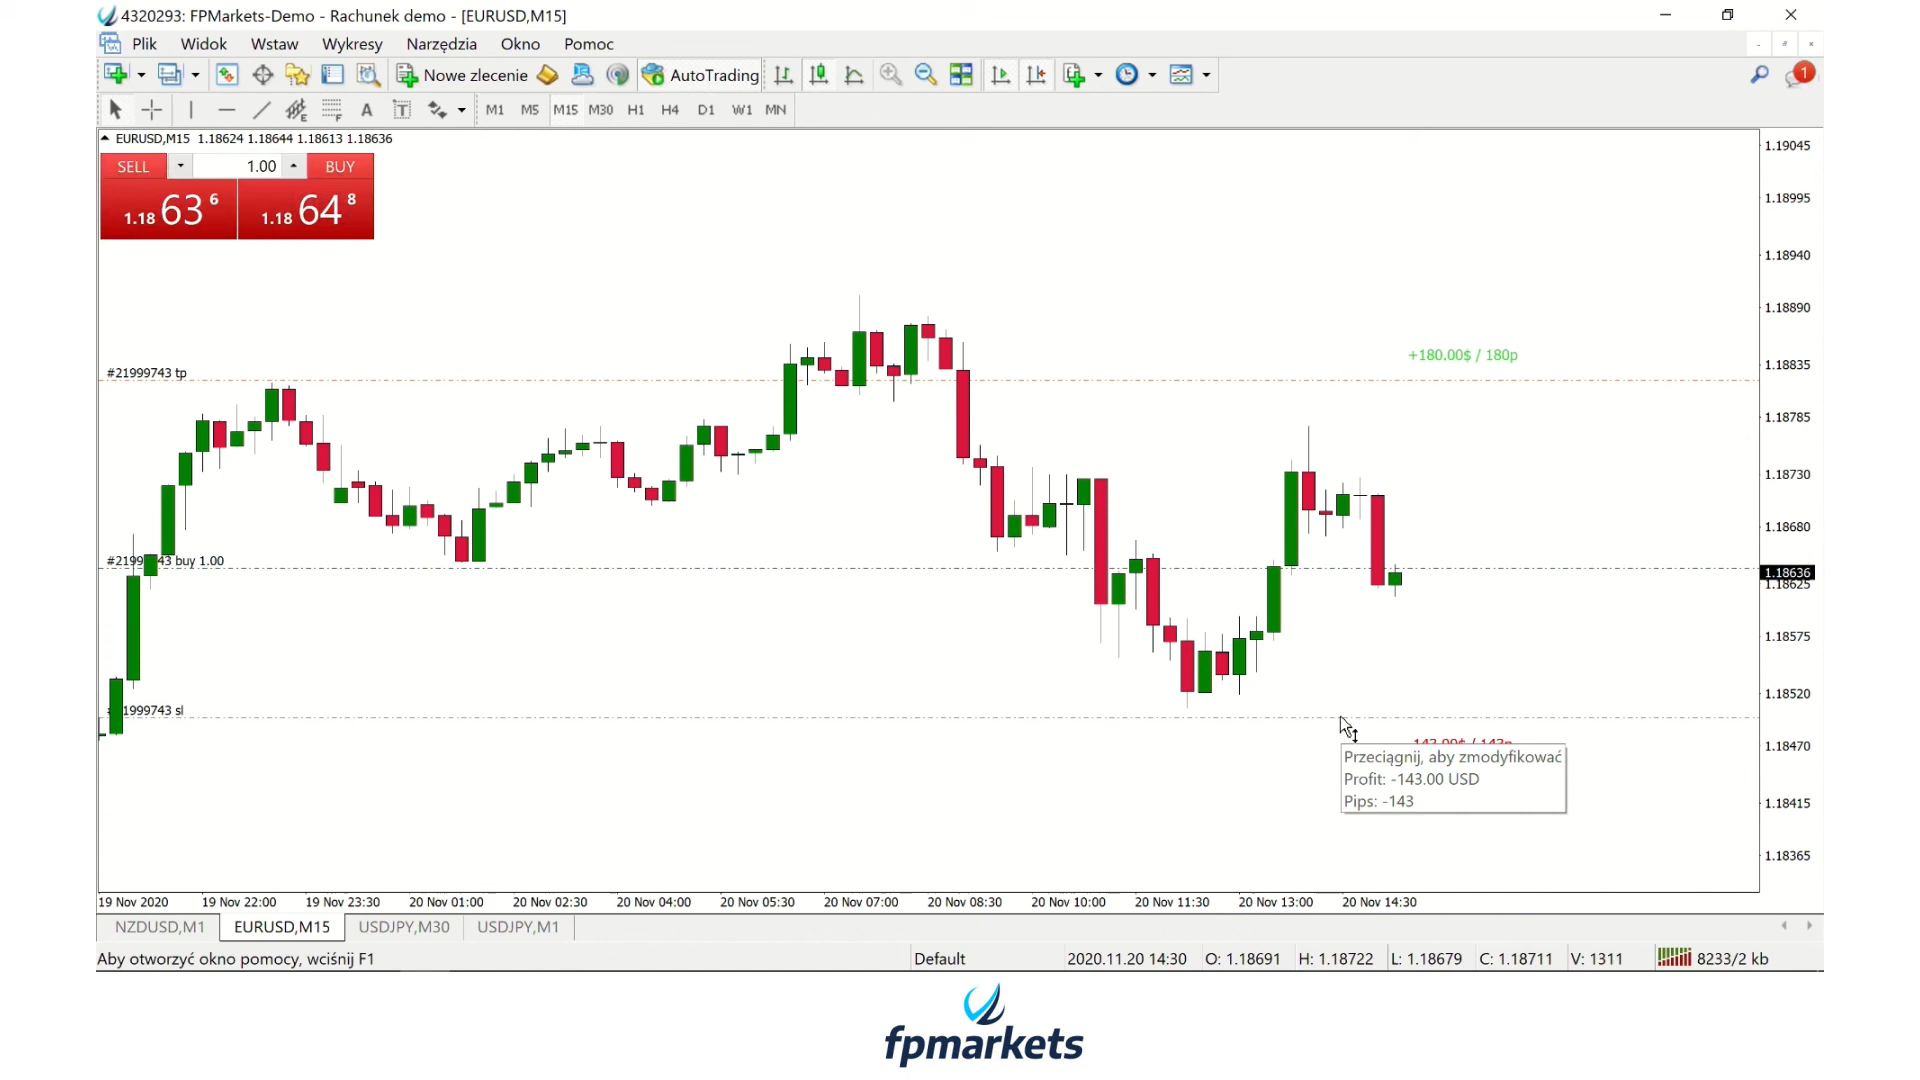 4320293: FPMarkets-Demo - Rachunek demo - [EURUSD,M15]
Plik Widok Wstaw Wykresy Narzędzia Okno Pomoc
Nowe zlecenie AutoTrading 1
A T M1 M5 M15 M30 H1 H4 D1 W1 MN
EURUSD,M15 1.18624 1.18644 1.18613 1.18636
SELL 1.00 BUY
1.18 63 6 1.18 64 8
1.19045
1.18995
1.18940
1.18890
+180.00$ / 180p
1.18835
#21999743 tp
1.18785
1.18730
1.18680
#21999743 buy 1.00
1.18636
1.18625
1.18575
1.18520
1999743 sl
1.18470
Przeciągnij, aby zmodyfikować
Profit: -143.00 USD
Pips: -143
1.18415
1.18365
19 Nov 2020 19 Nov 22:00 19 Nov 23:30 20 Nov 01:00 20 Nov 02:30 20 Nov 04:00 20 Nov 05:30 20 Nov 07:00 20 Nov 08:30 20 Nov 10:00 20 Nov 11:30 20 Nov 13:00 20 Nov 14:30
NZDUSD,M1 EURUSD,M15 USDJPY,M30 USDJPY,M1
Aby otworzyć okno pomocy, wciśnij F1 Default 2020.11.20 14:30 O: 1.18691 H: 1.18722 L: 1.18679 C: 1.18711 V: 1311 8233/2 kb
fpmarkets